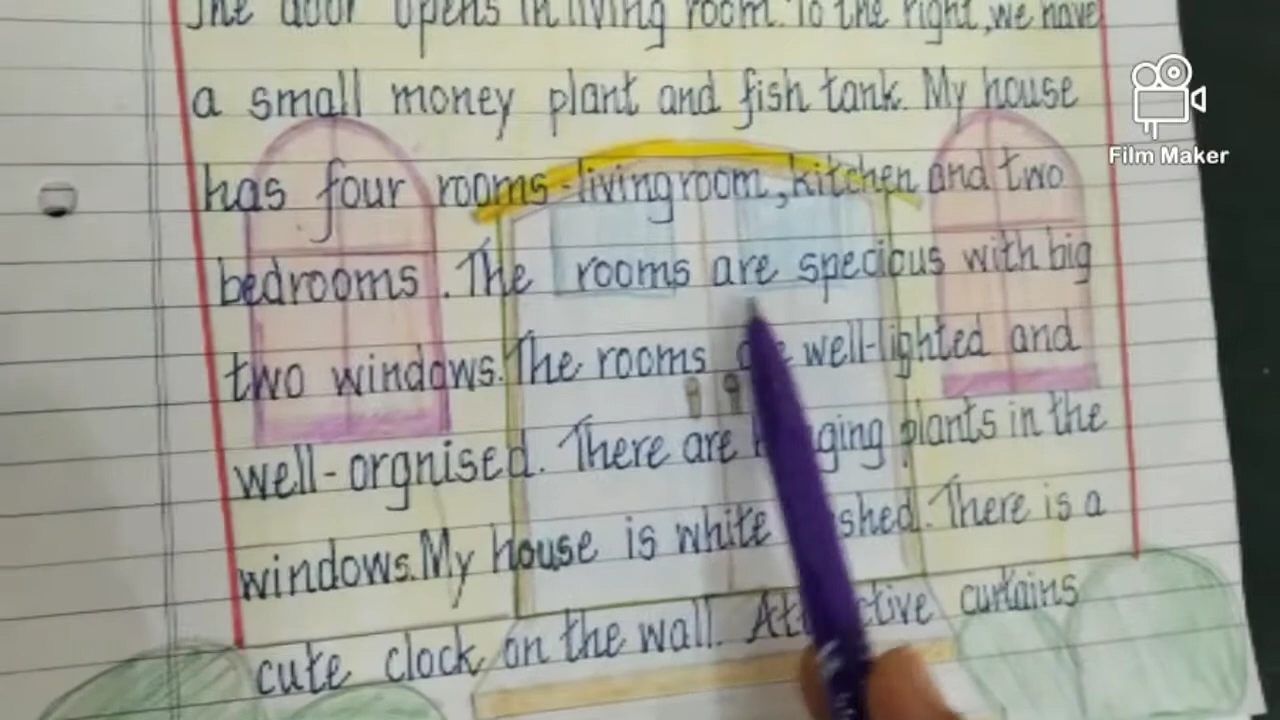 The door opens in living room. To the right, we have
a small money plant and fish tank. My house
has four rooms-living room, kitchen and two
bedrooms. The rooms are specious with big
two windows. The rooms well-lighted and
well-orgnised. There are plants in the
windows. My house is white There is a
cute clock on the wall. curtains
Film Maker